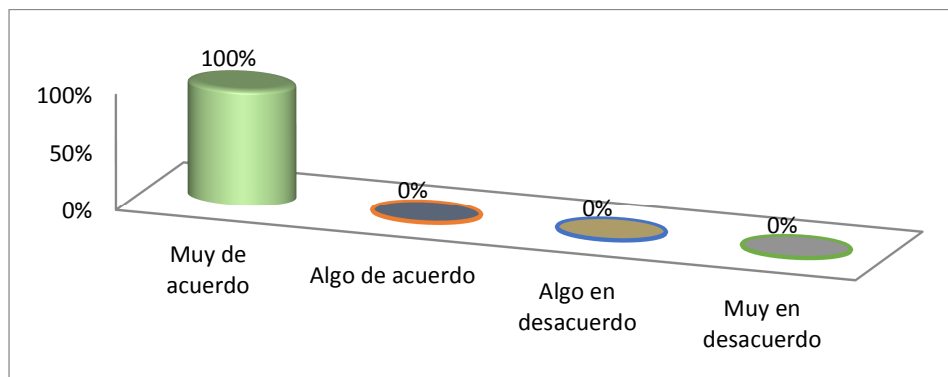 100%
100%
50%
0%
0%
0%
0%
Muy de
acuerdo
Algo de acuerdo
Algo en
desacuerdo
Muy en
desacuerdo